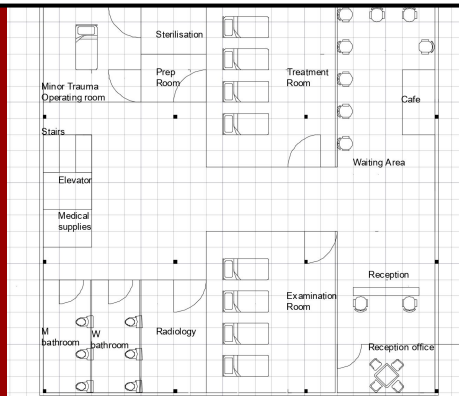 Sterilisation
Prep
Room
Treatment
Room
Minor Trauma
Operating room
Cafe
Stairs
Waiting Area
Elevator
Medical
supplies
Reception
Examination
Room
M
bathroom
W
bathroom
Radiology
Reception office